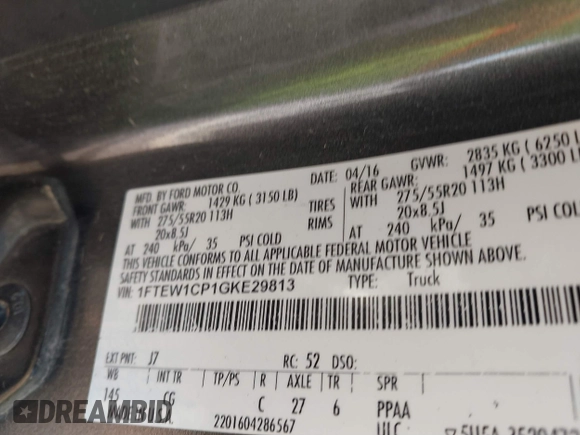 MFD. BY FORD MOTOR CO.
DATE: 04/16
GVWR: 2835 KG ( 6250
FRONT GAWR: 1429 KG ( 3150 LB)
REAR GAWR: 1497 KG ( 3300
WITH 275/55R20 113H
TIRES
WITH 275/55R20 113H
20x8.5J
RIMS
20x8.5J
AT 240 kPa/ 35 PSI COLD
AT 240 kPa/ 35 PSI COLD
THIS VEHICLE CONFORMS TO ALL APPLICABLE FEDERAL MOTOR VEHICLE
SAFETY STANDARDS IN EFFECT ON THE DATE OF MANUFACTURE SHOWN ABOVE.
VIN: 1FTEW1CP1GKE29813
TYPE: Truck
EXT PNT: J7
RC: 52 DSO:
WB INT TR TP/PS R AXLE TR SPR
145 CG C 27 6 PPAA
2201604286567
DREAMBID